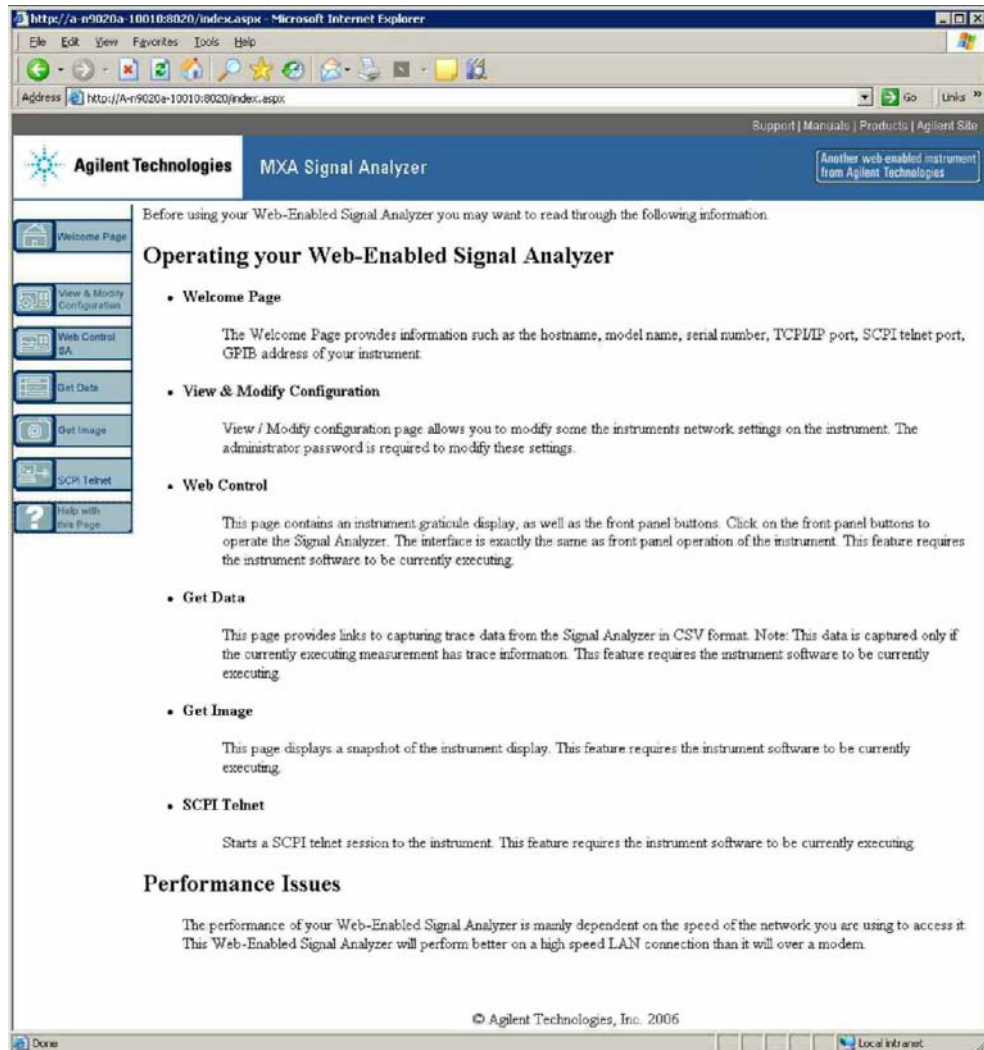 http://a-n9020a-10010:8020/index.aspx - Microsoft Internet Explorer
File Edit View Favorites Tools Help
Address http://A-n9020a-10010:8020/index.aspx Go Links »
Support | Manuals | Products | Agilent Site
Agilent Technologies MXA Signal Analyzer
Another web-enabled instrument
from Agilent Technologies
Welcome Page
View & Modify
Configuration
Web Control
SA
Get Data
Get Image
SCPI Telnet
Help with
this Page
Before using your Web-Enabled Signal Analyzer you may want to read through the following information.
Operating your Web-Enabled Signal Analyzer
• Welcome Page
The Welcome Page provides information such as the hostname, model name, serial number, TCPI/IP port, SCPI telnet port,
GPIB address of your instrument.
• View & Modify Configuration
View / Modify configuration page allows you to modify some the instruments network settings on the instrument. The
administrator password is required to modify these settings.
• Web Control
This page contains an instrument graticule display, as well as the front panel buttons. Click on the front panel buttons to
operate the Signal Analyzer. The interface is exactly the same as front panel operation of the instrument. This feature requires
the instrument software to be currently executing.
• Get Data
This page provides links to capturing trace data from the Signal Analyzer in CSV format. Note: This data is captured only if
the currently executing measurement has trace information. This feature requires the instrument software to be currently
executing.
• Get Image
This page displays a snapshot of the instrument display. This feature requires the instrument software to be currently
executing.
• SCPI Telnet
Starts a SCPI telnet session to the instrument. This feature requires the instrument software to be currently executing.
Performance Issues
The performance of your Web-Enabled Signal Analyzer is mainly dependent on the speed of the network you are using to access it.
This Web-Enabled Signal Analyzer will perform better on a high speed LAN connection than it will over a modem.
© Agilent Technologies, Inc. 2006
Done Local intranet